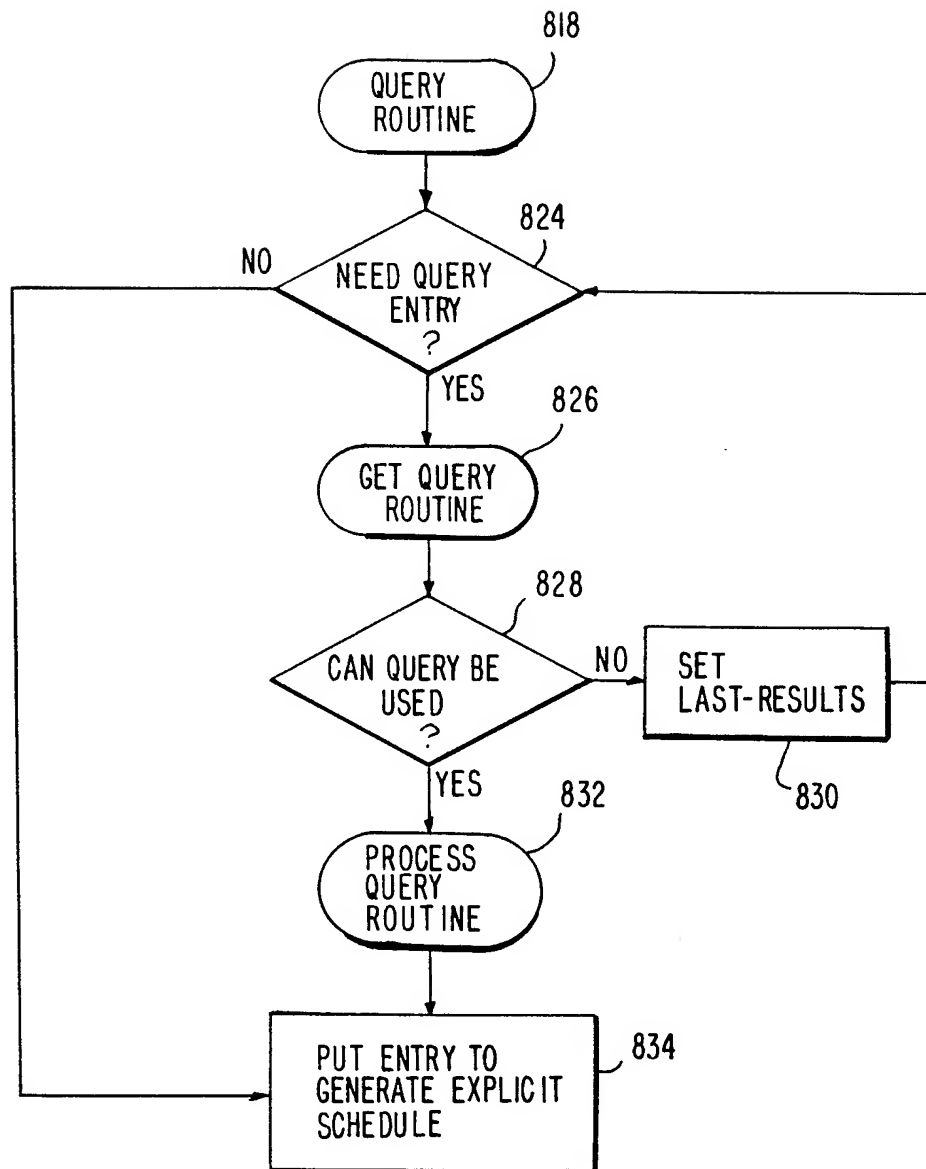 818
QUERY
ROUTINE
824
NO
NEED QUERY
ENTRY
?
YES
826
GET QUERY
ROUTINE
828
CAN QUERY BE
USED
?
NO
SET
LAST-RESULTS
830
YES
832
PROCESS
QUERY
ROUTINE
834
PUT ENTRY TO
GENERATE EXPLICIT
SCHEDULE